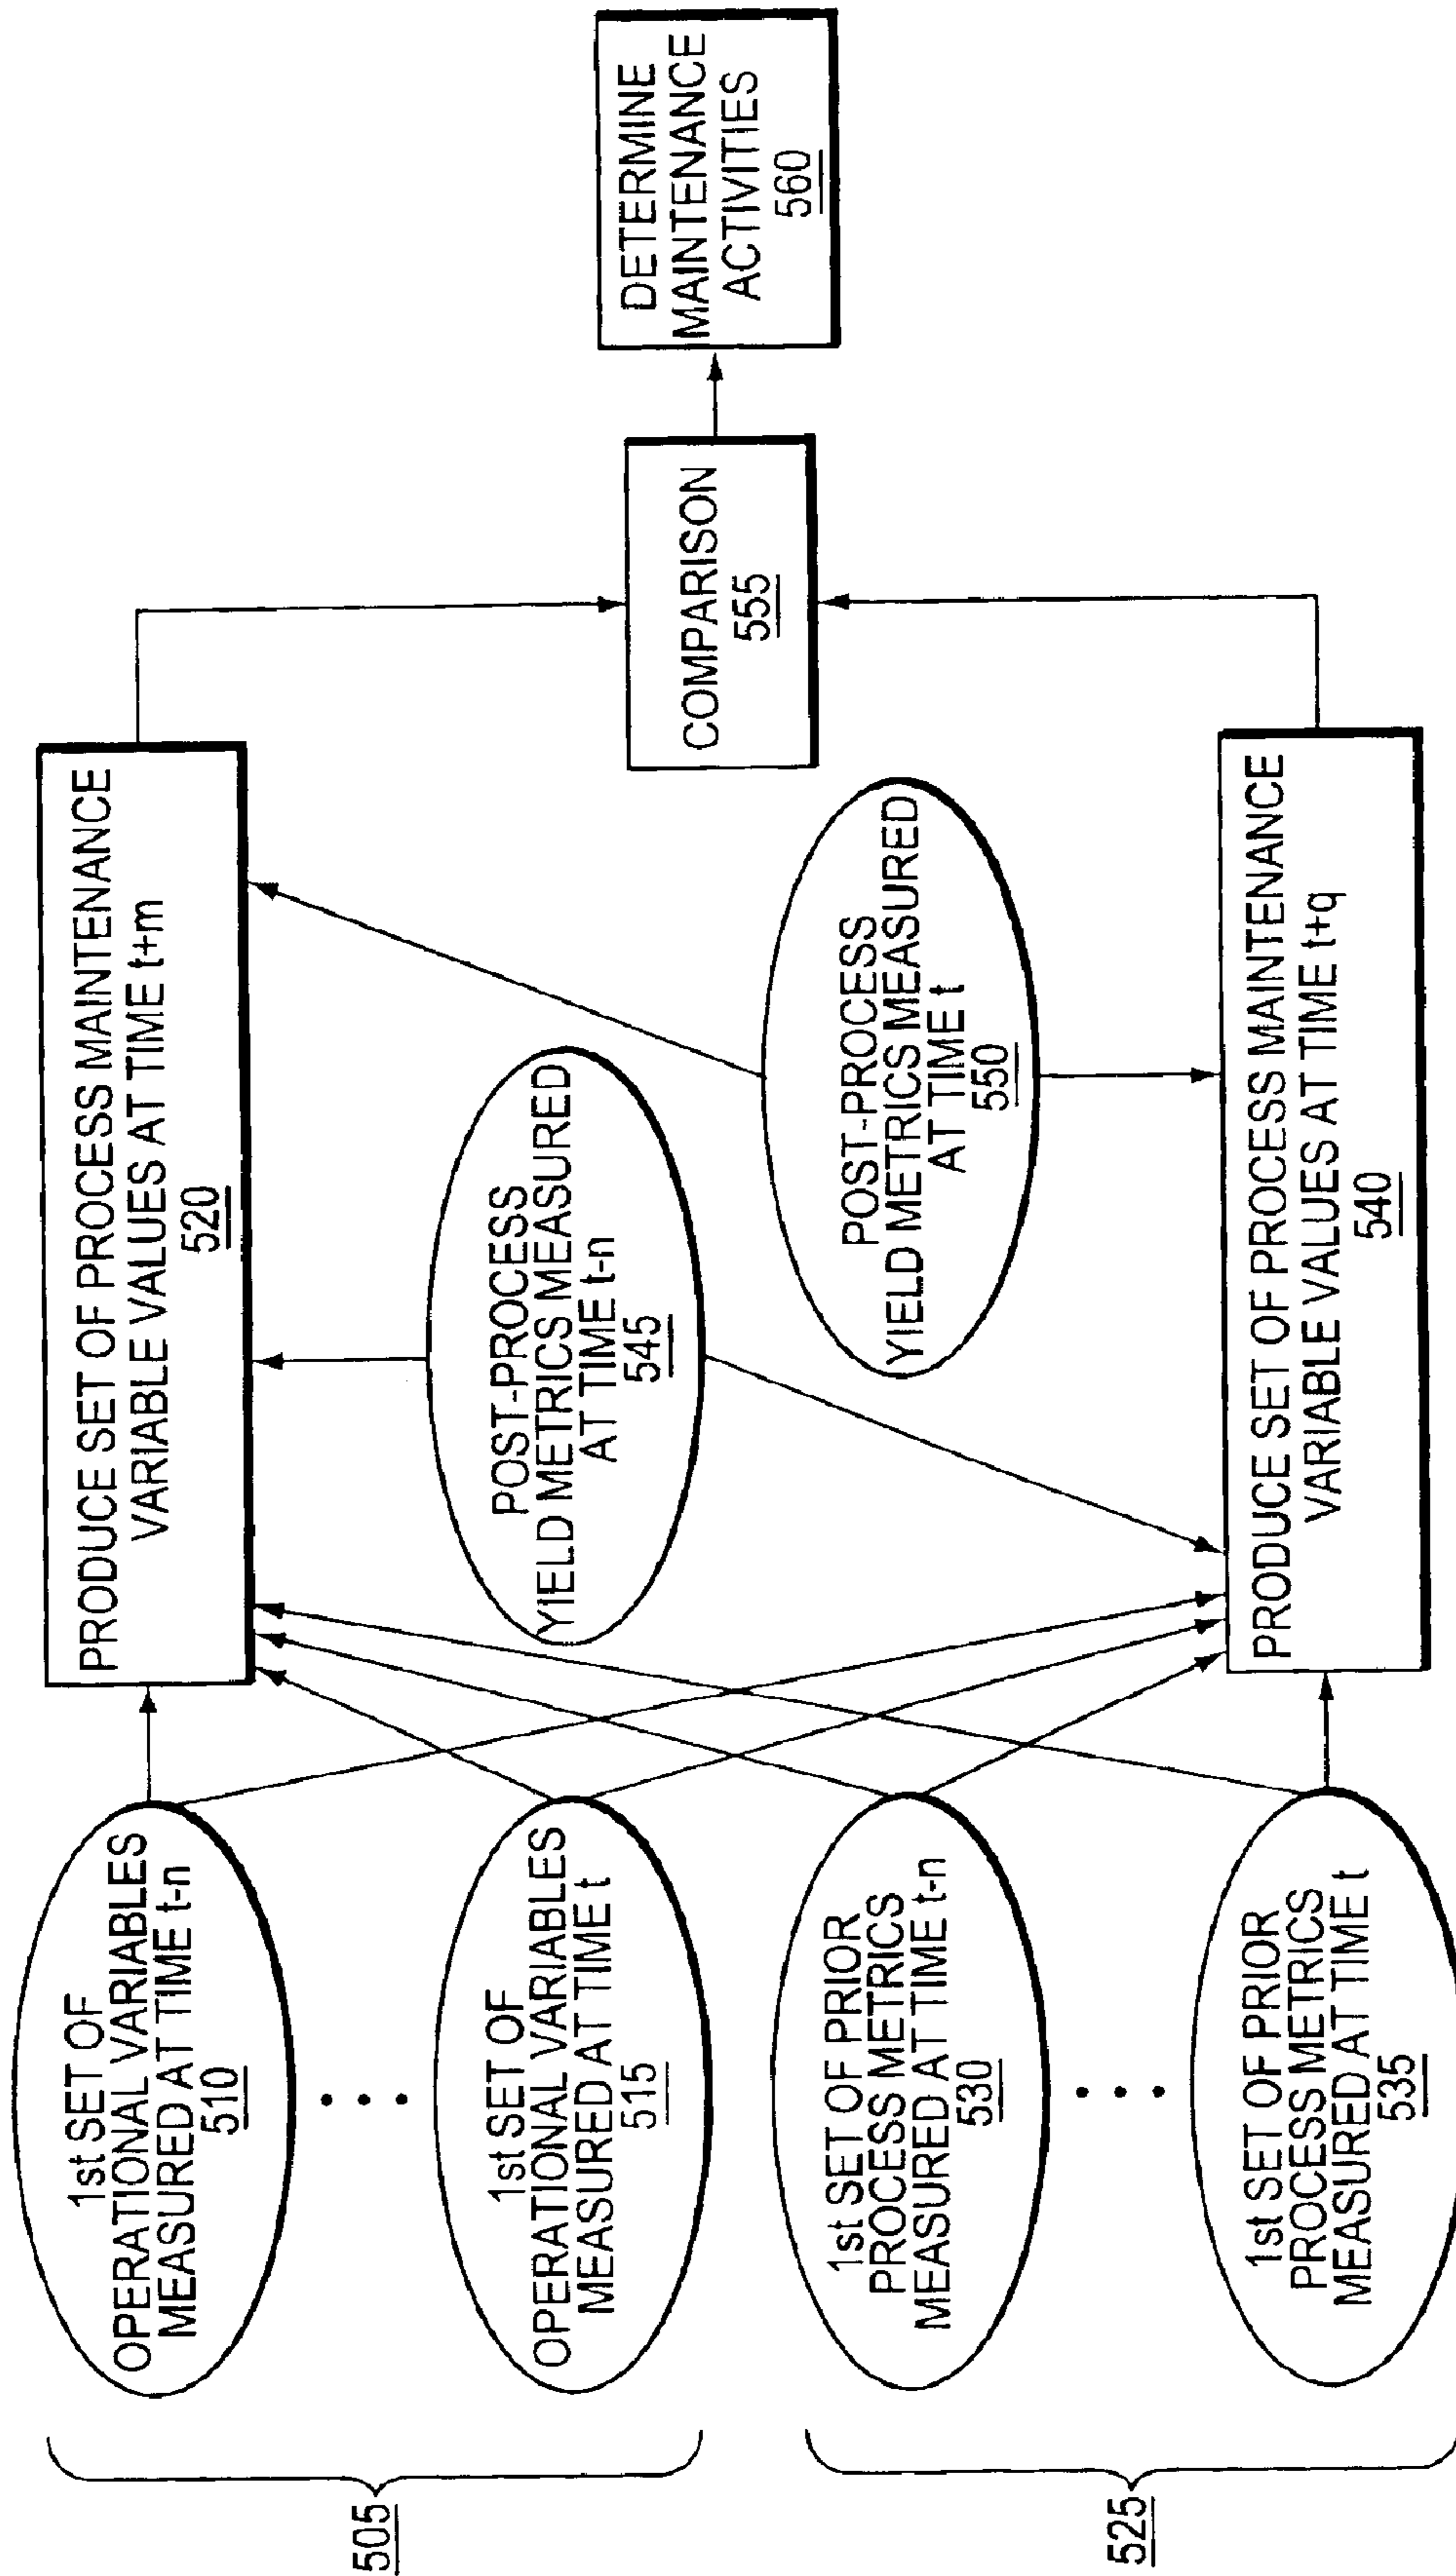 505
1st SET OF
OPERATIONAL VARIABLES
MEASURED AT TIME t-n
510
1st SET OF
OPERATIONAL VARIABLES
MEASURED AT TIME t
515
525
1st SET OF PRIOR
PROCESS METRICS
MEASURED AT TIME t-n
530
1st SET OF PRIOR
PROCESS METRICS
MEASURED AT TIME t
535
PRODUCE SET OF PROCESS MAINTENANCE
VARIABLE VALUES AT TIME t+m
520
POST-PROCESS
YIELD METRICS MEASURED
AT TIME t-n
545
POST-PROCESS
YIELD METRICS MEASURED
AT TIME t
550
PRODUCE SET OF PROCESS MAINTENANCE
VARIABLE VALUES AT TIME t+q
540
COMPARISON
555
DETERMINE
MAINTENANCE
ACTIVITIES
560